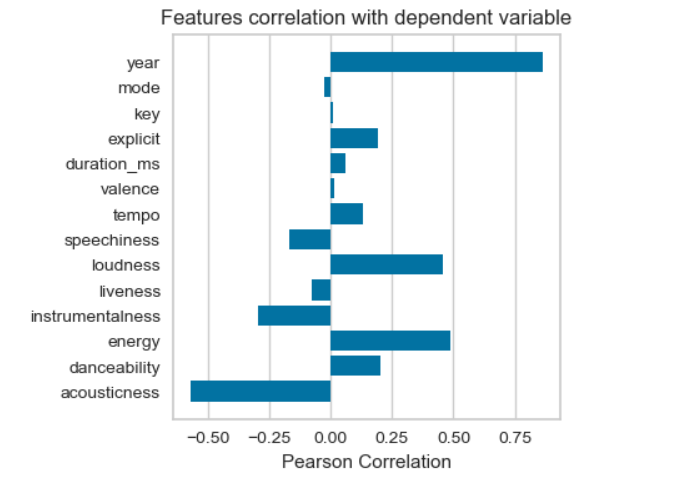 Features correlation with dependent variable
year
mode
key
explicit
duration_ms
valence
tempo
speechiness
loudness
liveness
instrumentalness
energy
danceability
acousticness
−0.50 −0.25 0.00 0.25 0.50 0.75
Pearson Correlation